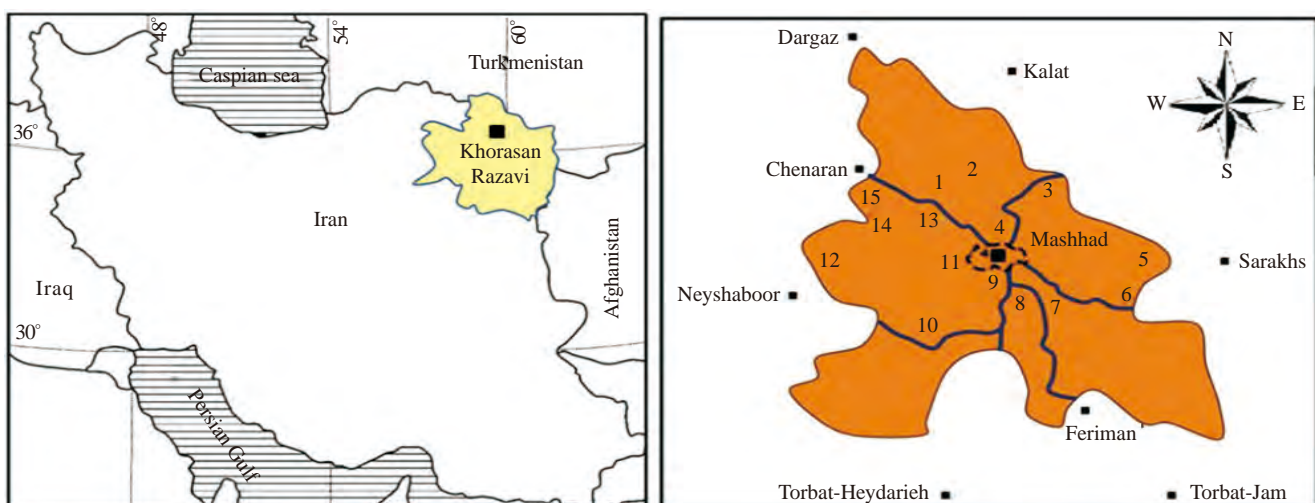 48°
54°
60°
Caspian sea
Turkmenistan
36°
Khorasan
Razavi
Iran
Afghanistan
Iraq
30°
Persian Gulf
Dargaz
Kalat
N
W
E
S
Chenaran
1
2
3
15
14
13
4
Mashhad
12
11
5
Sarakhs
Neyshaboor
9
8
7
6
10
Feriman
Torbat-Heydarieh
Torbat-Jam